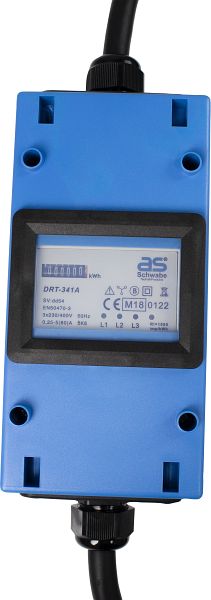 kWh
as
Schwabe
DRT-341A
SV:dd54
EN50470-3
CE M18 0122
3x230/400V 50Hz
0,25-5(80)A
L1 L2 L3